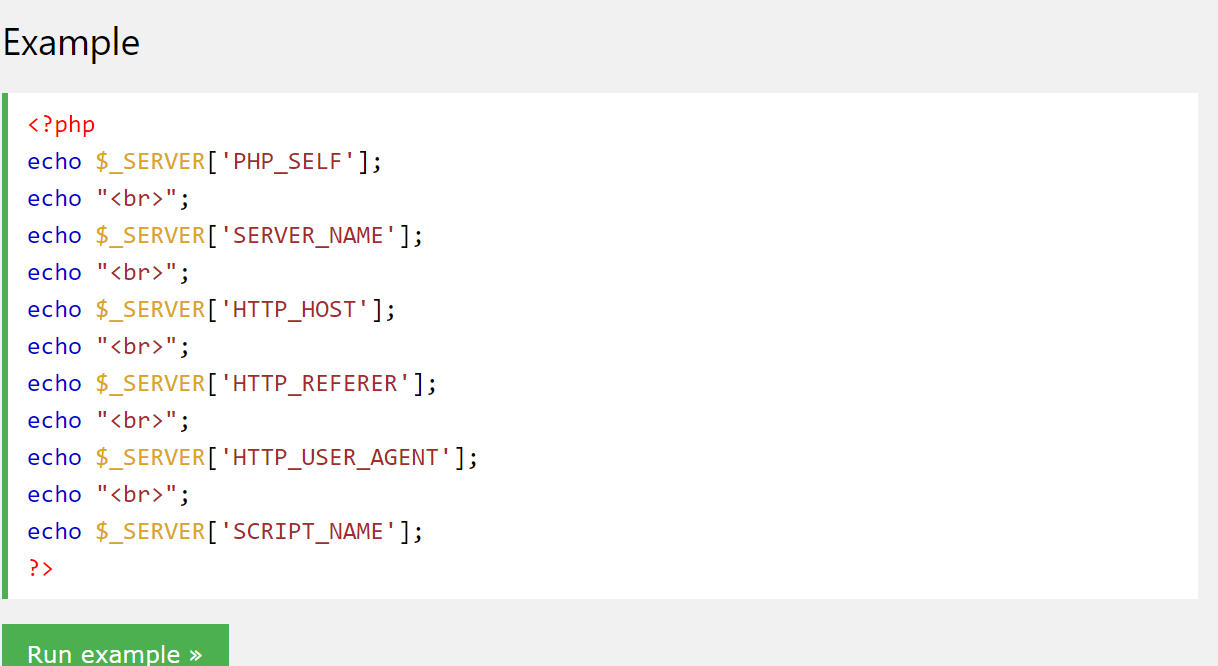 Example
<?php
echo $_SERVER['PHP_SELF'];
echo "<br>";
echo $_SERVER['SERVER_NAME'];
echo "<br>";
echo $_SERVER['HTTP_HOST'];
echo "<br>";
echo $_SERVER['HTTP_REFERER'];
echo "<br>";
echo $_SERVER['HTTP_USER_AGENT'];
echo "<br>";
echo $_SERVER['SCRIPT_NAME'];
?>
Run example »